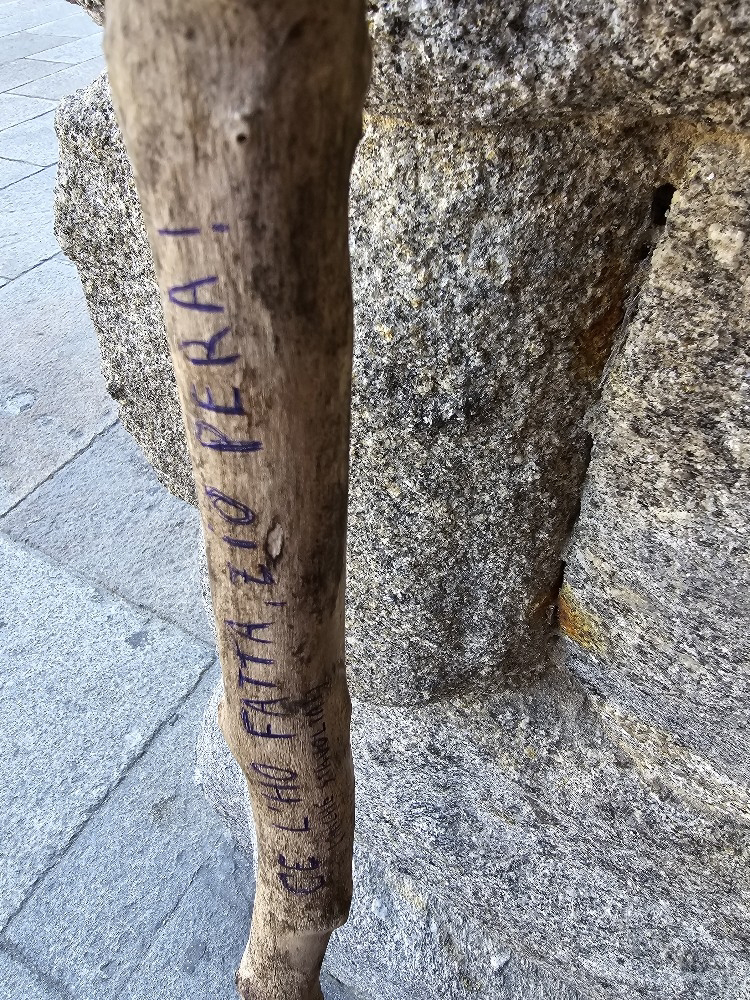 CE L'HO FATTA, ZIO PERA!